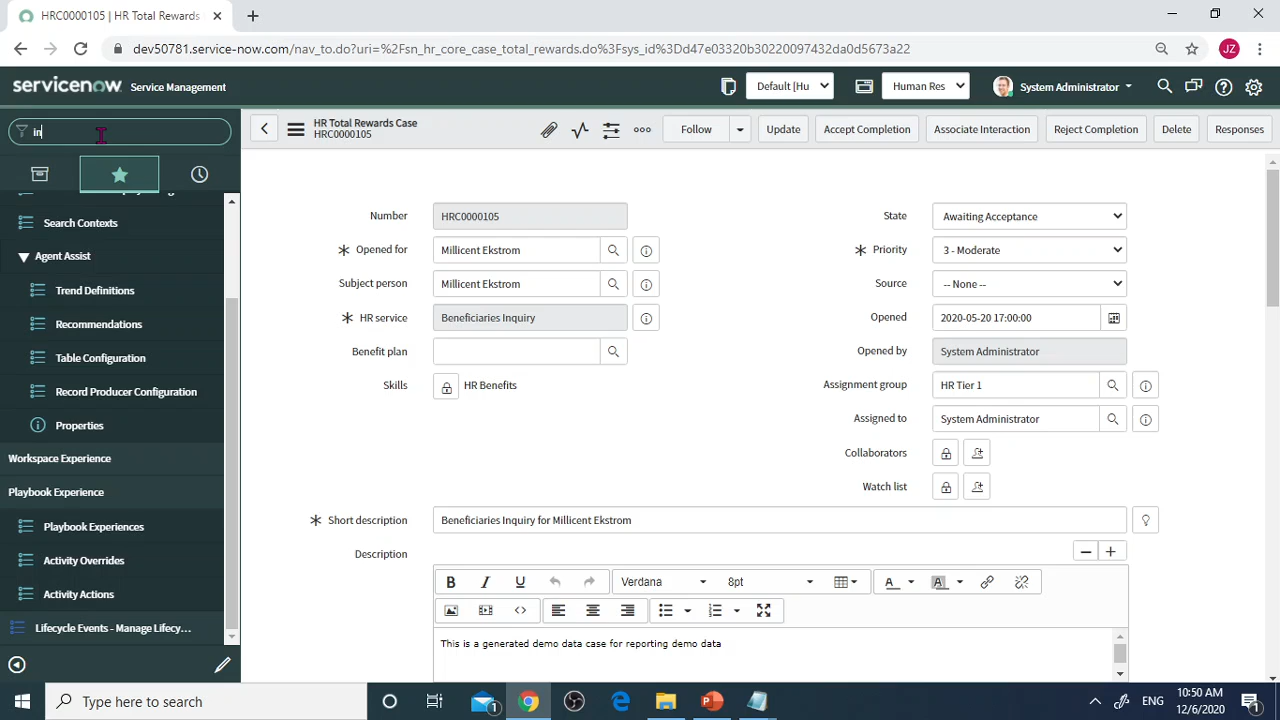 HRC0000105 | HR Total Rewards
dev50781.service-now.com/nav_to.do?uri=%2Fsn_hr_core_case_total_rewards.do%3Fsys_id%3Dd47e03320b30220097432da0d5673a22
JZ
servicenow Service Management
Default [Hu
Human Res
System Administrator
in
HR Total Rewards Case
HRC0000105
Follow
Update
Accept Completion
Associate Interaction
Reject Completion
Delete
Responses
Search Contexts
Agent Assist
Trend Definitions
Recommendations
Table Configuration
Record Producer Configuration
Properties
Workspace Experience
Playbook Experience
Playbook Experiences
Activity Overrides
Activity Actions
Lifecycle Events - Manage Lifecy...
Number HRC0000105
Opened for Millicent Ekstrom
Subject person Millicent Ekstrom
HR service Beneficiaries Inquiry
Benefit plan
Skills HR Benefits
State Awaiting Acceptance
Priority 3 - Moderate
Source -- None --
Opened 2020-05-20 17:00:00
Opened by System Administrator
Assignment group HR Tier 1
Assigned to System Administrator
Collaborators
Watch list
Short description Beneficiaries Inquiry for Millicent Ekstrom
Description
B I U Verdana 8pt A A
This is a generated demo data case for reporting demo data
Type here to search
1
ENG
10:50 AM
12/6/2020
1